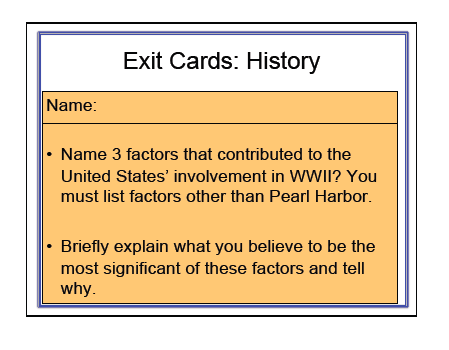 Exit Cards: History
Name:
• Name 3 factors that contributed to the
United States' involvement in WWII? You
must list factors other than Pearl Harbor.
• Briefly explain what you believe to be the
most significant of these factors and tell
why.